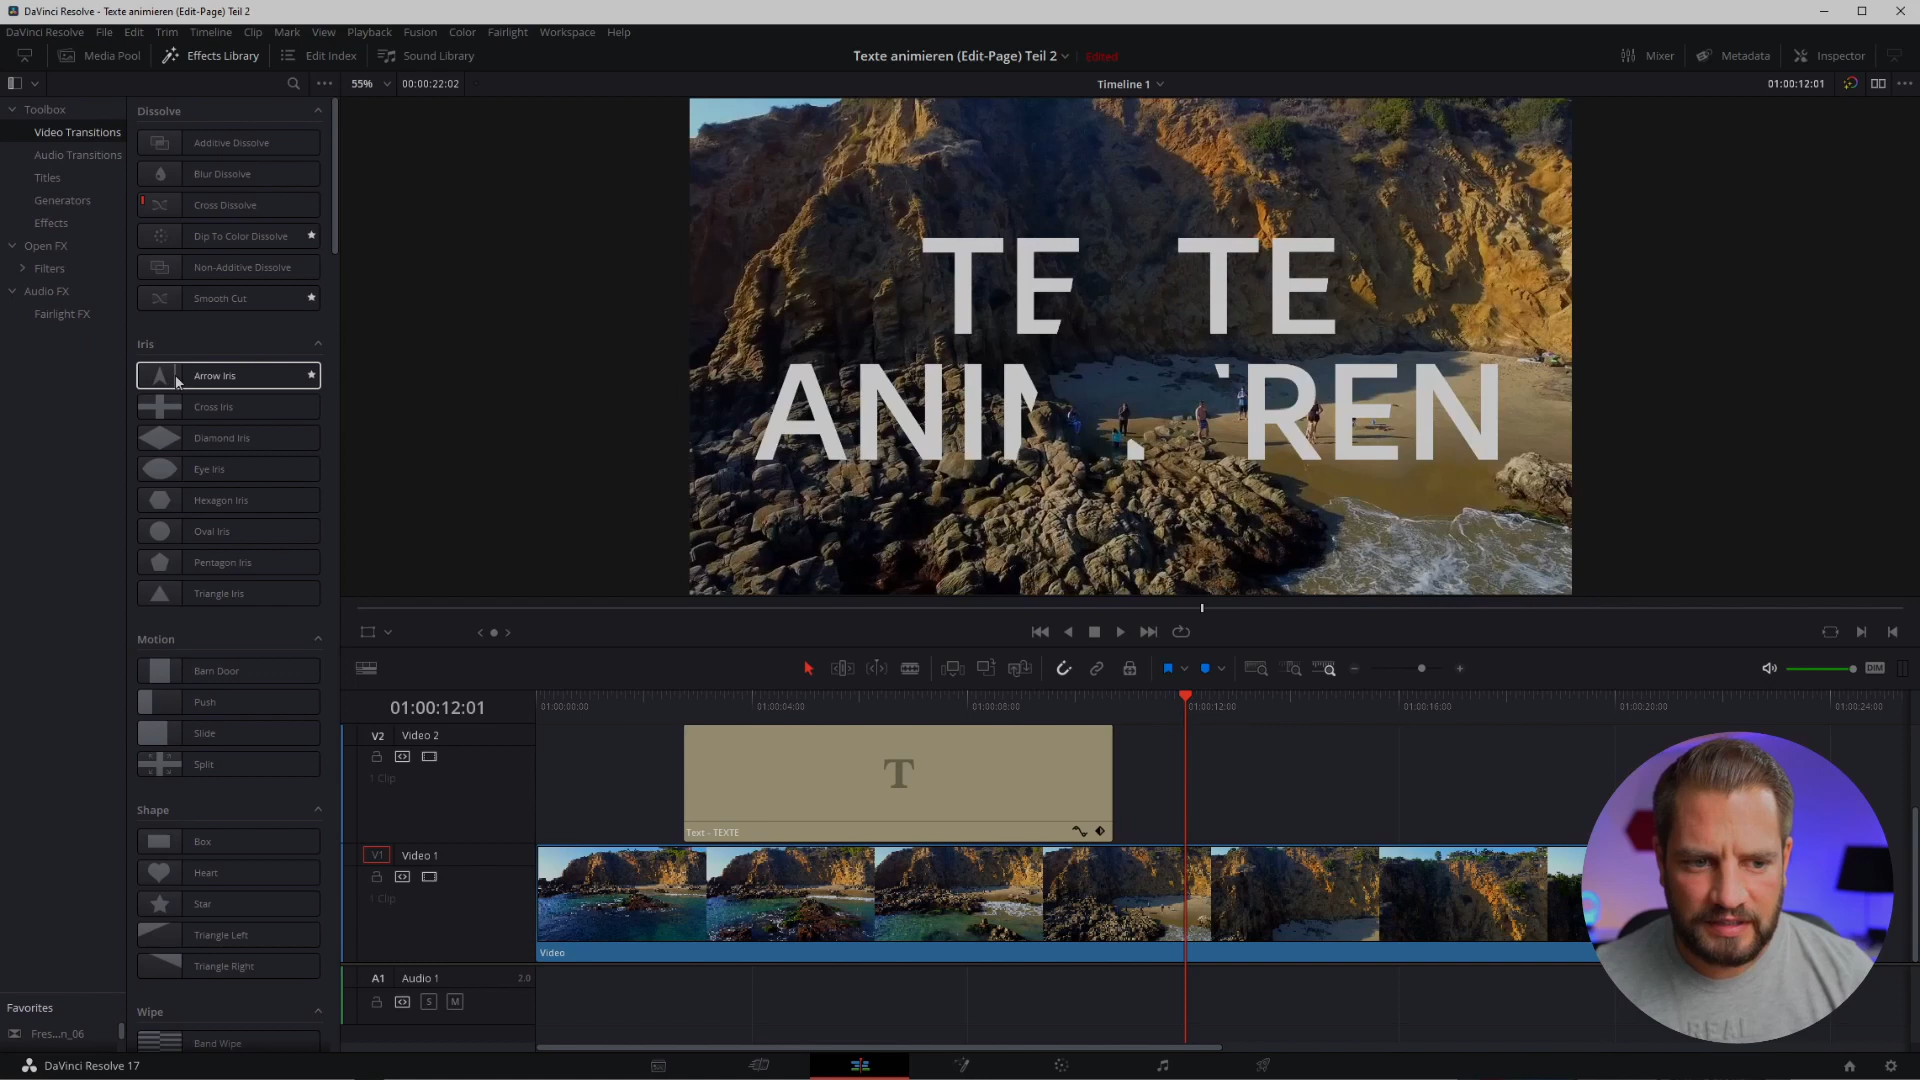 DaVinci Resolve - Texte animieren (Edit-Page) Teil 2
DaVinci Resolve File Edit Trim Timeline Clip Mark View Playback Fusion Color Fairlight Workspace Help
Media Pool Effects Library Edit Index Sound Library
Texte animieren (Edit-Page) Teil 2 Edited
Mixer Metadata Inspector
55% 00:00:22:02 Timeline 1 01:00:12:01
Toolbox
Video Transitions
Audio Transitions
Titles
Generators
Effects
Open FX
Filters
Audio FX
Fairlight FX
Favorites
Fres...n_06
Dissolve
Additive Dissolve
Blur Dissolve
Cross Dissolve
Dip To Color Dissolve
Non-Additive Dissolve
Smooth Cut
Iris
Arrow Iris
Cross Iris
Diamond Iris
Eye Iris
Hexagon Iris
Oval Iris
Pentagon Iris
Triangle Iris
Motion
Barn Door
Push
Slide
Split
Shape
Box
Heart
Star
Triangle Left
Triangle Right
Wipe
Band Wipe
TE TE
ANIM REN
DIM
01:00:12:01
01:00:00:00 01:00:04:00 01:00:08:00 01:00:12:00 01:00:16:00 01:00:20:00 01:00:24:00
V2 Video 2
1 Clip
T
Text - TEXTE
V1 Video 1
1 Clip
Video
A1 Audio 1 2.0
S M
REAL
DaVinci Resolve 17